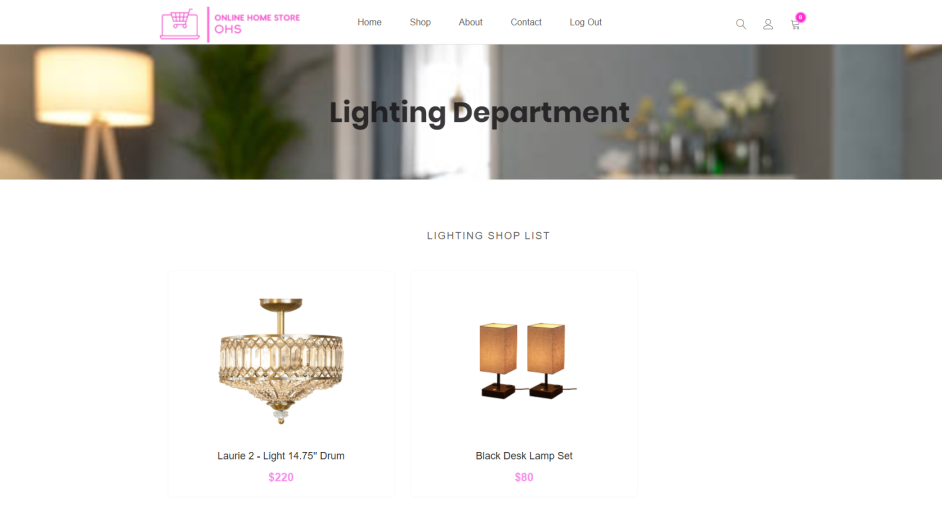 ONLINE HOME STORE
OHS
Home Shop About Contact Log Out
0
Lighting Department
LIGHTING SHOP LIST
Laurie 2 - Light 14.75" Drum
$220
Black Desk Lamp Set
$80